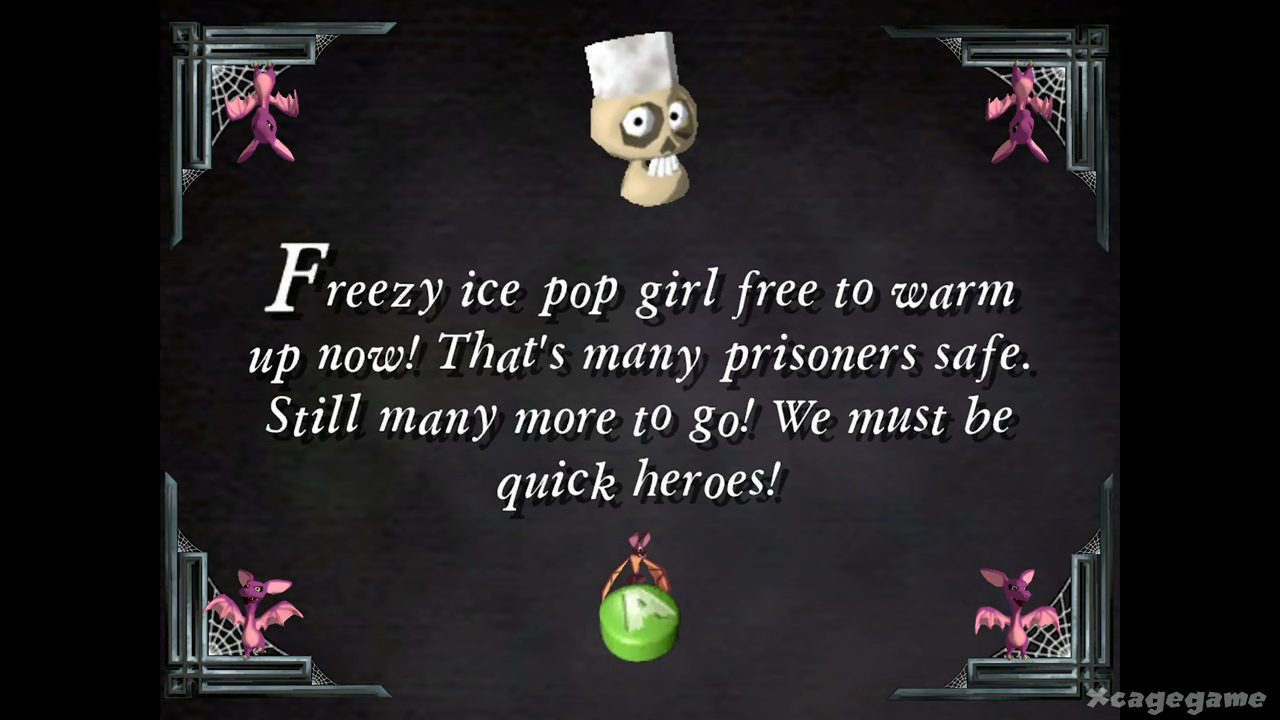 Freezy ice pop girl free to warm
up now! That's many prisoners safe.
Still many more to go! We must be
quick heroes!
A
Xcagegame